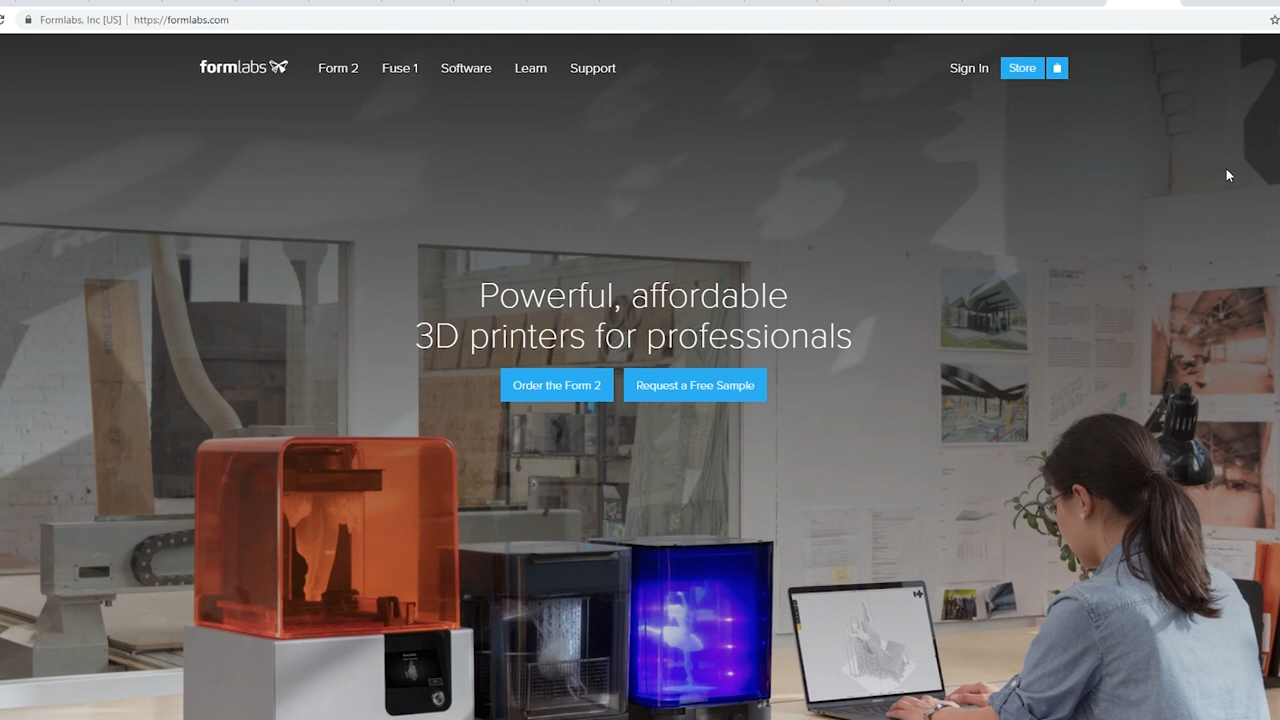 Formlabs, Inc [US] | https://formlabs.com
formlabs Form 2 Fuse 1 Software Learn Support Sign In Store
Powerful, affordable
3D printers for professionals
Order the Form 2 Request a Free Sample